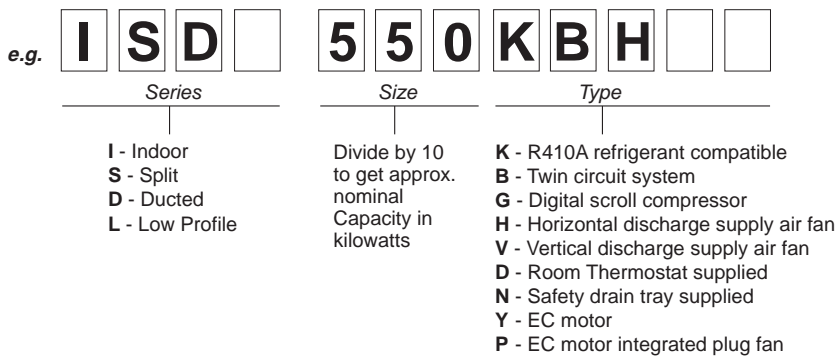 e.g. I S D 5 5 0 K B H
Series Size Type
I - Indoor
S - Split
D - Ducted
L - Low Profile
Divide by 10
to get approx.
nominal
Capacity in
kilowatts
K - R410A refrigerant compatible
B - Twin circuit system
G - Digital scroll compressor
H - Horizontal discharge supply air fan
V - Vertical discharge supply air fan
D - Room Thermostat supplied
N - Safety drain tray supplied
Y - EC motor
P - EC motor integrated plug fan